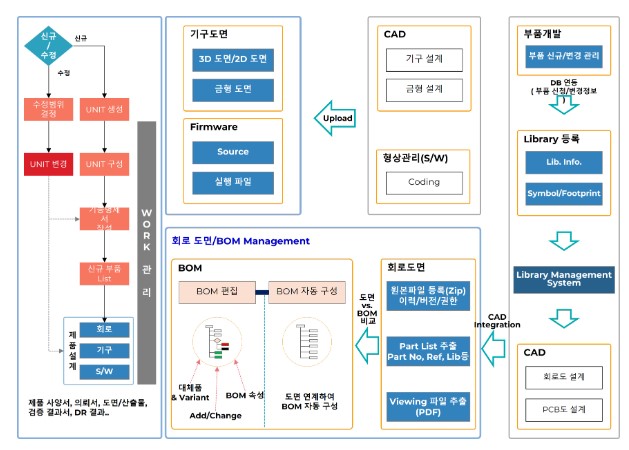 신규
/
수정
신규
수정
수정범위
결정
UNIT 생성
UNIT 변경
UNIT 구성
기능명세
서
작성
신규 부품
List
제
품
설
계
회로
기구
S/W
WORK 관리
제품 사양서, 의뢰서, 도면/산출물,
검증 결과서, DR 결과..
기구도면
3D 도면/2D 도면
금형 도면
Firmware
Source
실행 파일
Upload
CAD
기구 설계
금형 설계
형상관리(S/W)
Coding
부품개발
부품 신규/변경 관리
DB 연동
( 부품 신청/변경정보
)
Library 등록
Lib. Info.
Symbol/Footprint
Library Management
System
CAD
회로도 설계
PCB도 설계
CAD
Integration
회로 도면/BOM Management
BOM
BOM 편집
BOM 자동 구성
대체품
& Variant
BOM 속성
Add/Change
도면 연계하여
BOM 자동 구성
도면
vs.
BOM
비교
회로도면
원본파일 등록(Zip)
이력/버전/권한
Part List 추출
Part No, Ref, Lib등
Viewing 파일 추출
(PDF)